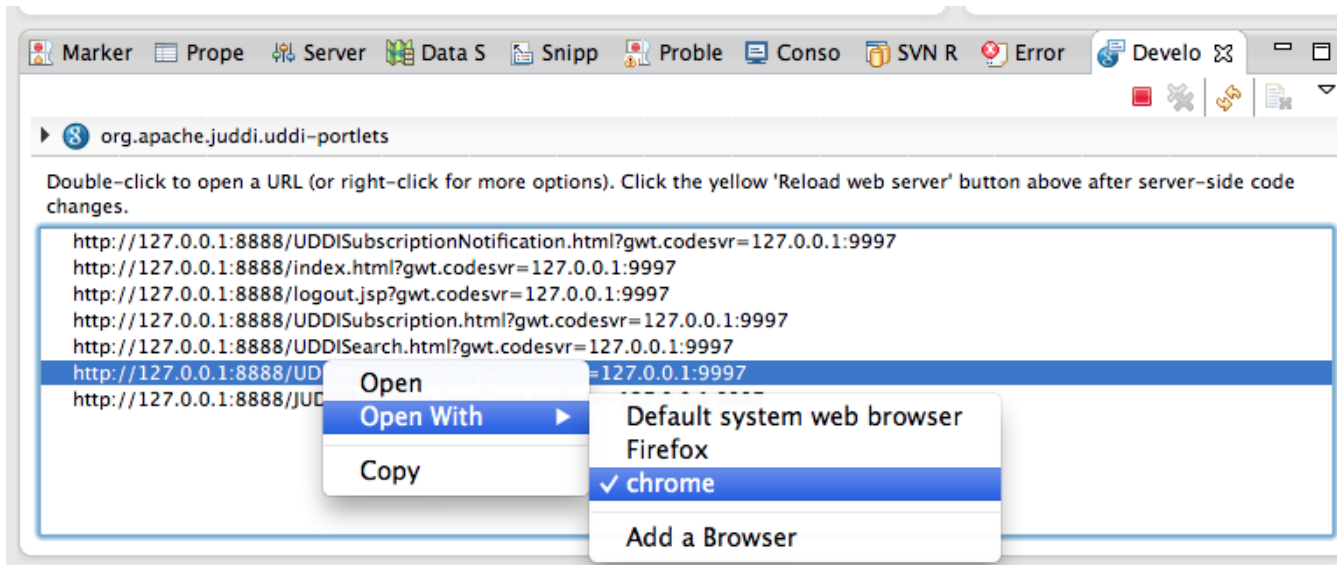 Marker Prope Server Data S Snipp Proble Conso SVN R Error Develo
org.apache.juddi.uddi-portlets
Double-click to open a URL (or right-click for more options). Click the yellow 'Reload web server' button above after server-side code
changes.
http://127.0.0.1:8888/UDDISubscriptionNotification.html?gwt.codesvr=127.0.0.1:9997
http://127.0.0.1:8888/index.html?gwt.codesvr=127.0.0.1:9997
http://127.0.0.1:8888/logout.jsp?gwt.codesvr=127.0.0.1:9997
http://127.0.0.1:8888/UDDISubscription.html?gwt.codesvr=127.0.0.1:9997
http://127.0.0.1:8888/UDDISearch.html?gwt.codesvr=127.0.0.1:9997
http://127.0.0.1:8888/UD =127.0.0.1:9997
http://127.0.0.1:8888/JUD
Open
Open With
Copy
Default system web browser
Firefox
✓ chrome
Add a Browser